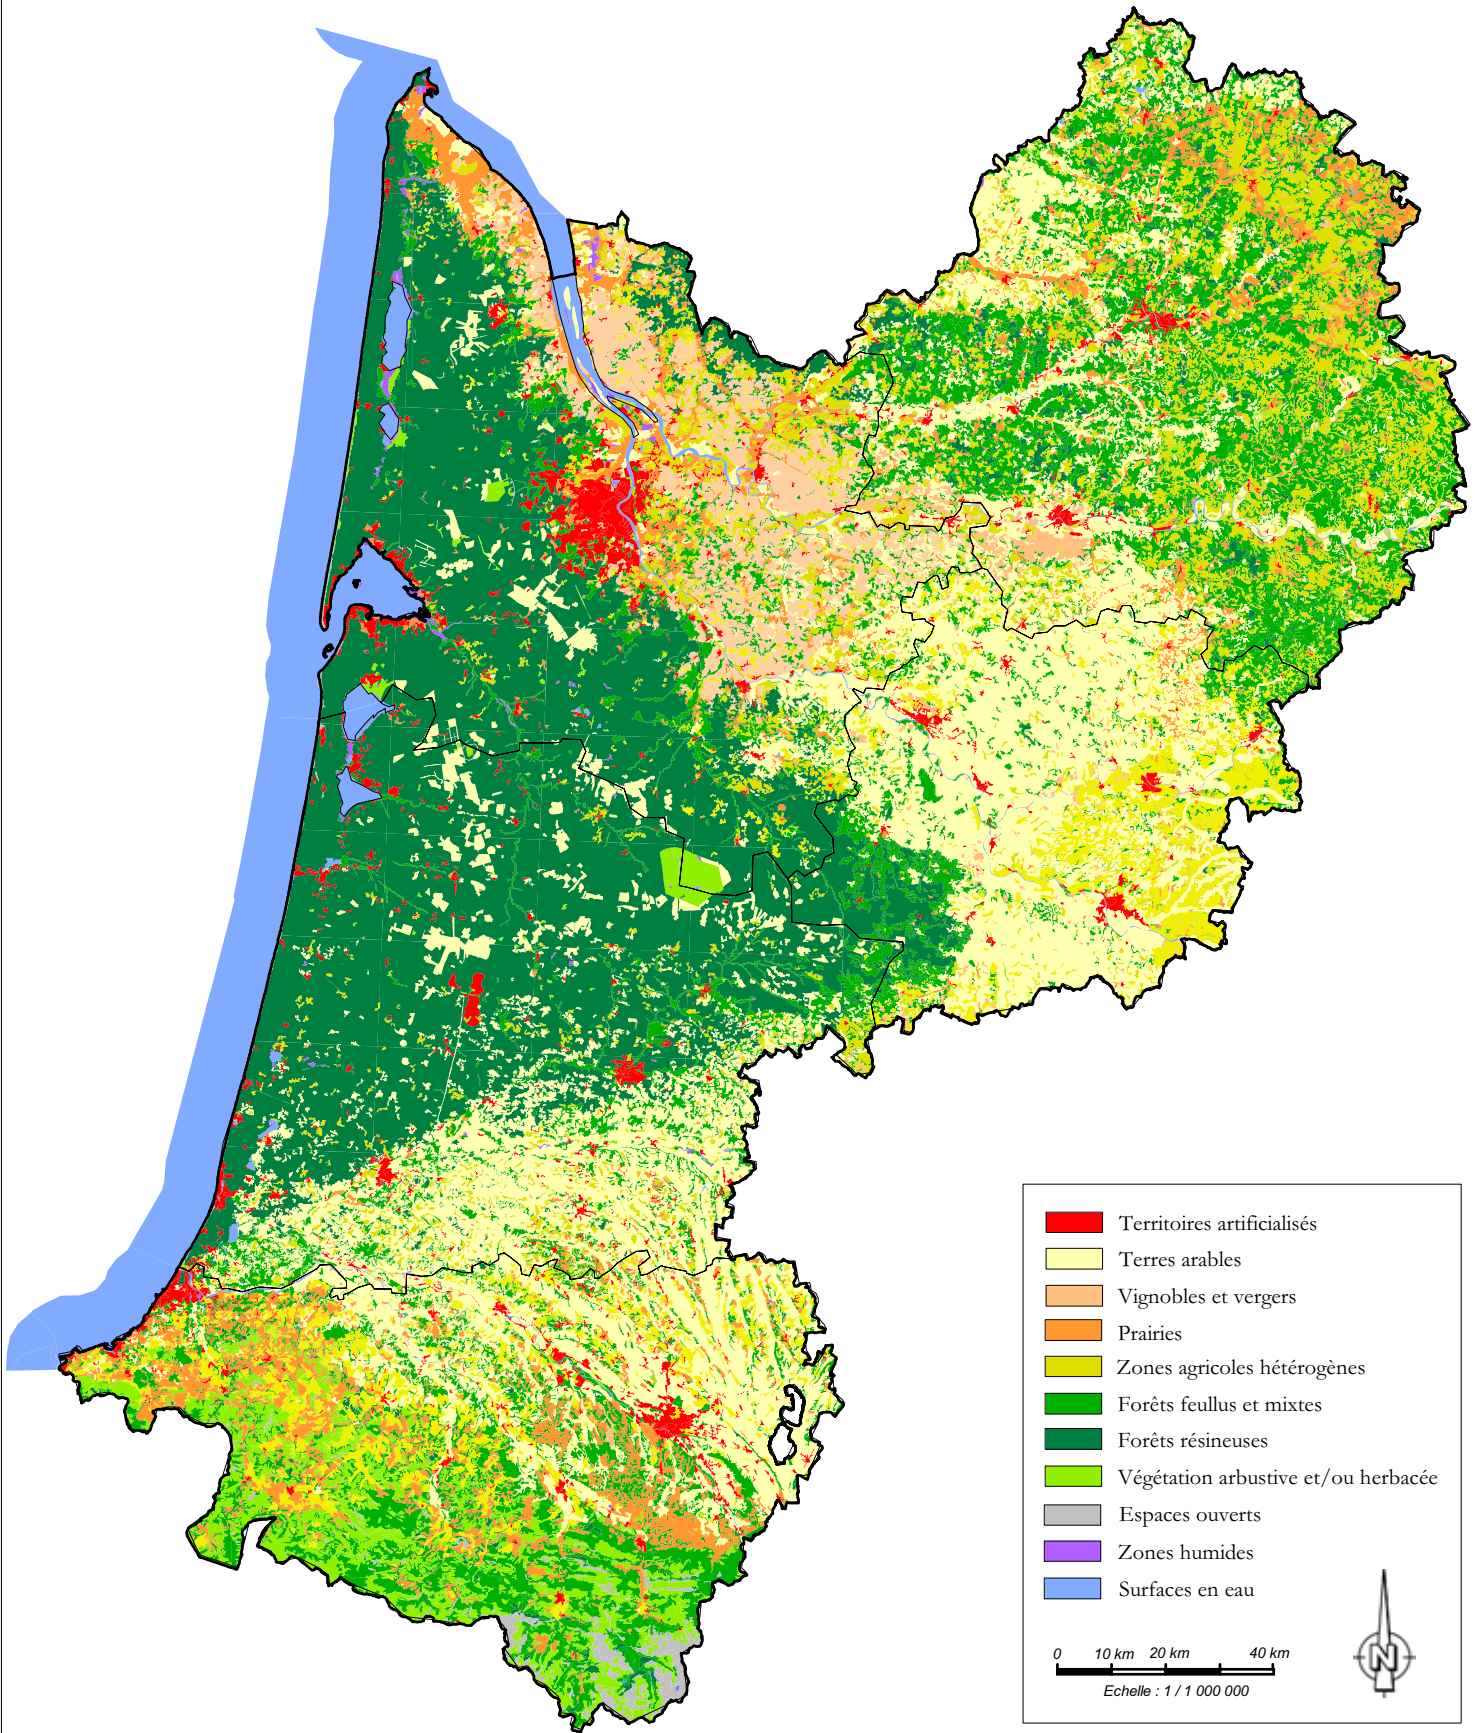 Territoires artificialisés
Terres arables
Vignobles et vergers
Prairies
Zones agricoles hétérogènes
Forêts feullus et mixtes
Forêts résineuses
Végétation arbustive et/ou herbacée
Espaces ouverts
Zones humides
Surfaces en eau
0 10 km 20 km 40 km
Echelle : 1 / 1 000 000
N